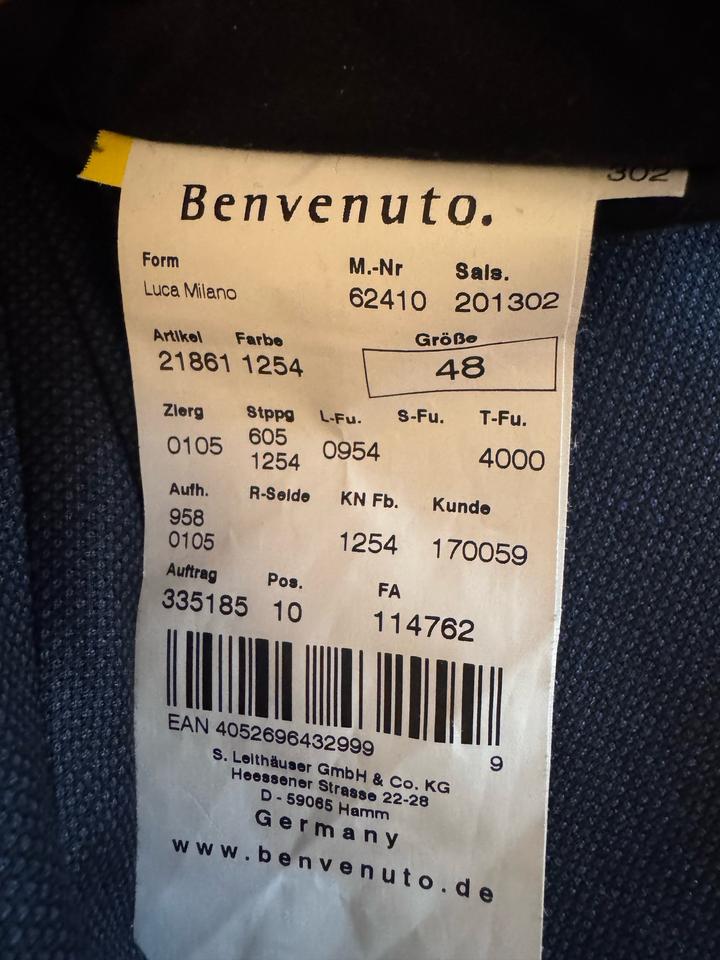 302
Benvenuto.
Form M.-Nr Sais.
Luca Milano 62410 201302
Artikel Farbe Größe
21861 1254 48
Zierg Stppg L-Fu. S-Fu. T-Fu.
0105 605 0954 4000
1254
Aufh. R-Seide KN Fb. Kunde
958
0105 1254 170059
Auftrag Pos. FA
335185 10 114762
EAN 4052696432999 9
S. Leithäuser GmbH & Co. KG
Heessener Strasse 22-28
D - 59065 Hamm
Germany
www.benvenuto.de